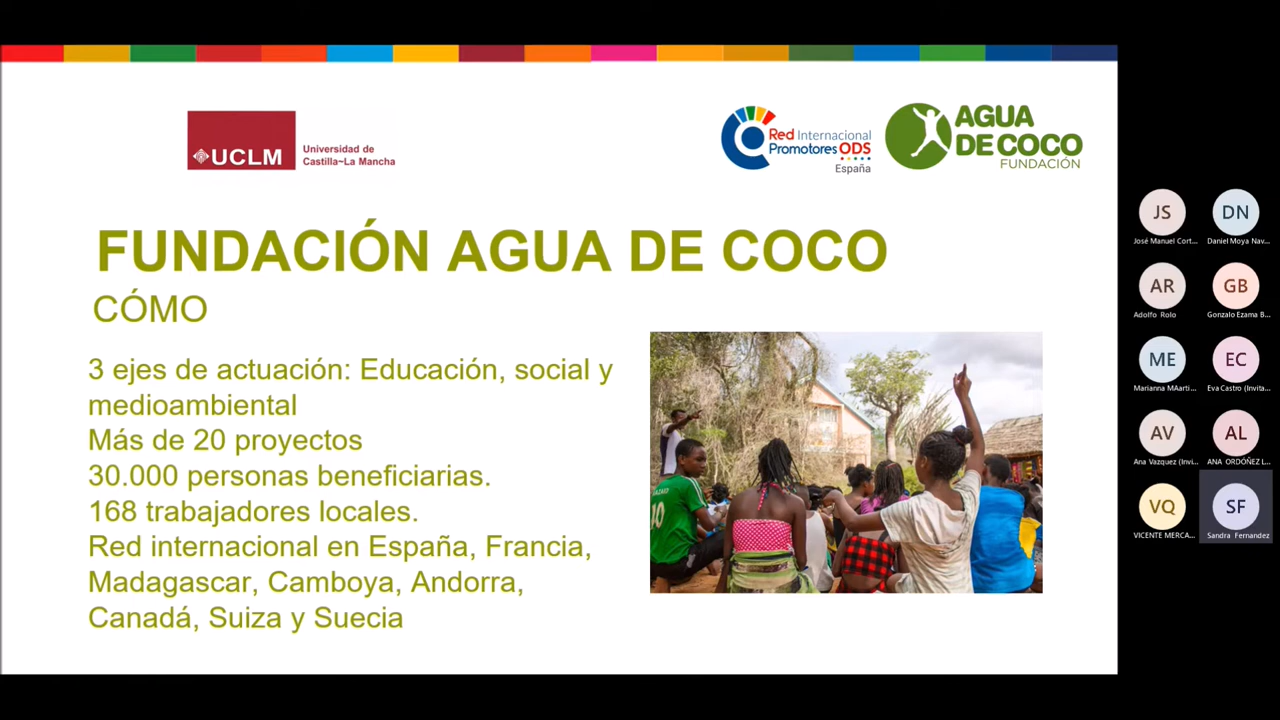 UCLM
Universidad de
Castilla~La Mancha
Red Internacional
Promotores ODS
España
AGUA
DE COCO
FUNDACIÓN
FUNDACIÓN AGUA DE COCO
CÓMO
3 ejes de actuación: Educación, social y
medioambiental
Más de 20 proyectos
30.000 personas beneficiarias.
168 trabajadores locales.
Red internacional en España, Francia,
Madagascar, Camboya, Andorra,
Canadá, Suiza y Suecia
10
JS
José Manuel Cort...
DN
Daniel Moya Nav...
AR
Adolfo Rolo
GB
Gonzalo Ezama B...
ME
Marianna MAartí...
EC
Eva Castro (Invita...
AV
Ana Vazquez (Invi...
AL
ANA ORDÓÑEZ L...
VQ
VICENTE MERCA...
SF
Sandra Fernandez